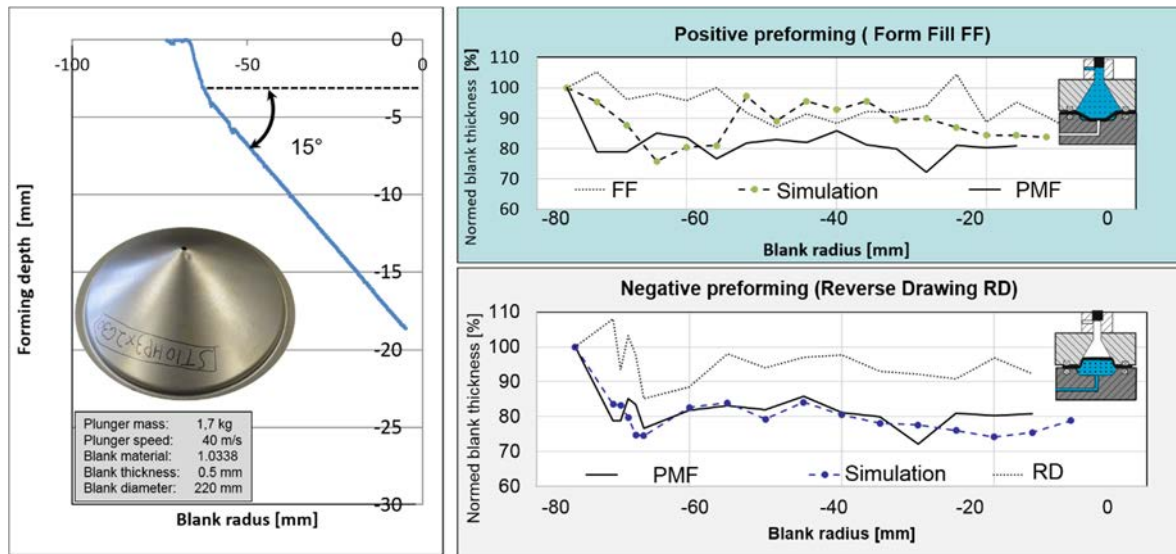 0
-100
-50
0
-5
-10
-15
-20
-25
-30
15°
Forming depth [mm]
Blank radius [mm]
Plunger mass: 1,7 kg
Plunger speed: 40 m/s
Blank material: 1.0338
Blank thickness: 0.5 mm
Blank diameter: 220 mm
Positive preforming ( Form Fill FF)
Normed blank thickness [%]
110
100
90
80
70
60
FF
Simulation
PMF
-80
-60
-40
-20
0
Blank radius [mm]
Negative preforming (Reverse Drawing RD)
Normed blank thickness [%]
110
100
90
80
70
60
PMF
Simulation
RD
-80
-60
-40
-20
0
Blank radius [mm]